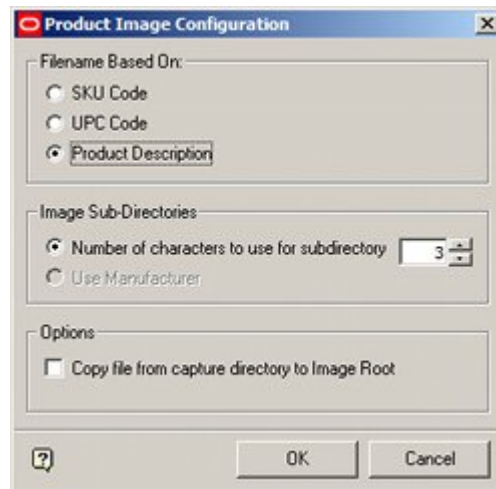 Product Image Configuration
Filename Based On:
SKU Code
UPC Code
Product Description
Image Sub-Directories
Number of characters to use for subdirectory 3
Use Manufacturer
Options
Copy file from capture directory to Image Root
OK Cancel